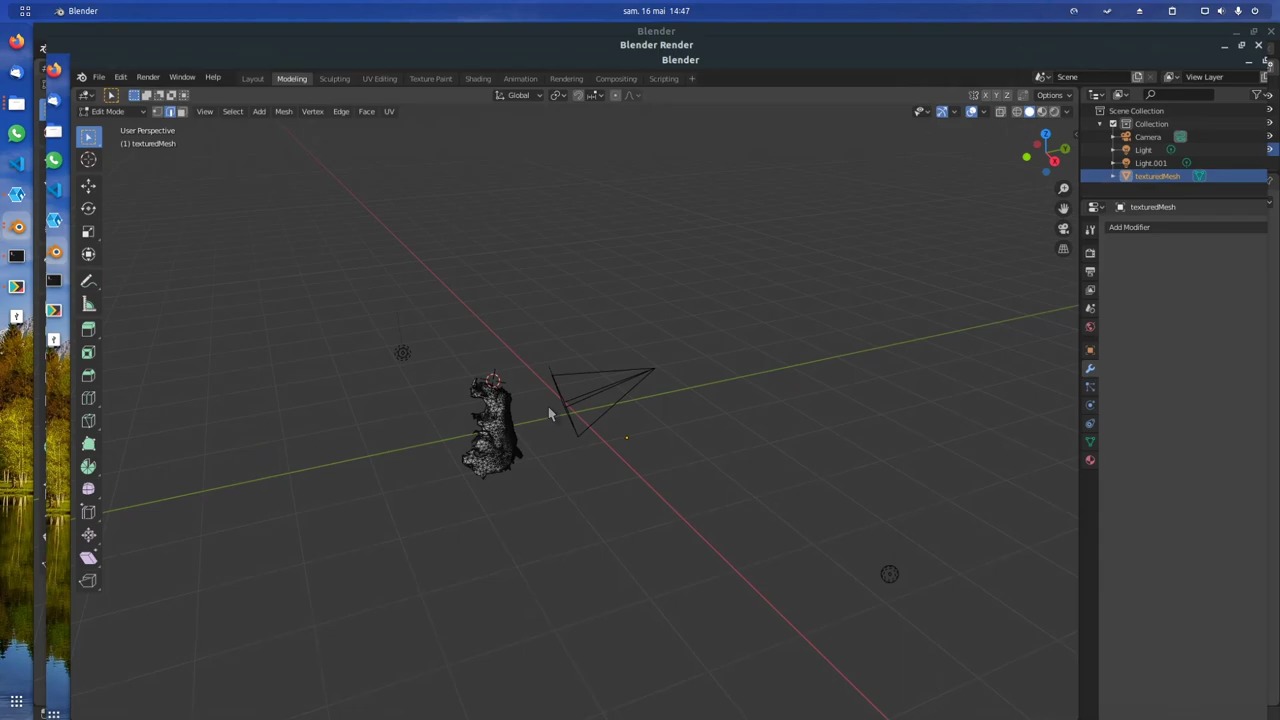 Blender
sam. 16 mai 14:47
Blender
Blender Render
Blender
File Edit Render Window Help
Layout Modeling Sculpting UV Editing Texture Paint Shading Animation Rendering Compositing Scripting +
Scene
View Layer
Global
Options
Edit Mode
View Select Add Mesh Vertex Edge Face UV
X Y Z
User Perspective
(1) texturedMesh
Z
Y
X
Scene Collection
Collection
Camera
Light
Light.001
texturedMesh
texturedMesh
Add Modifier